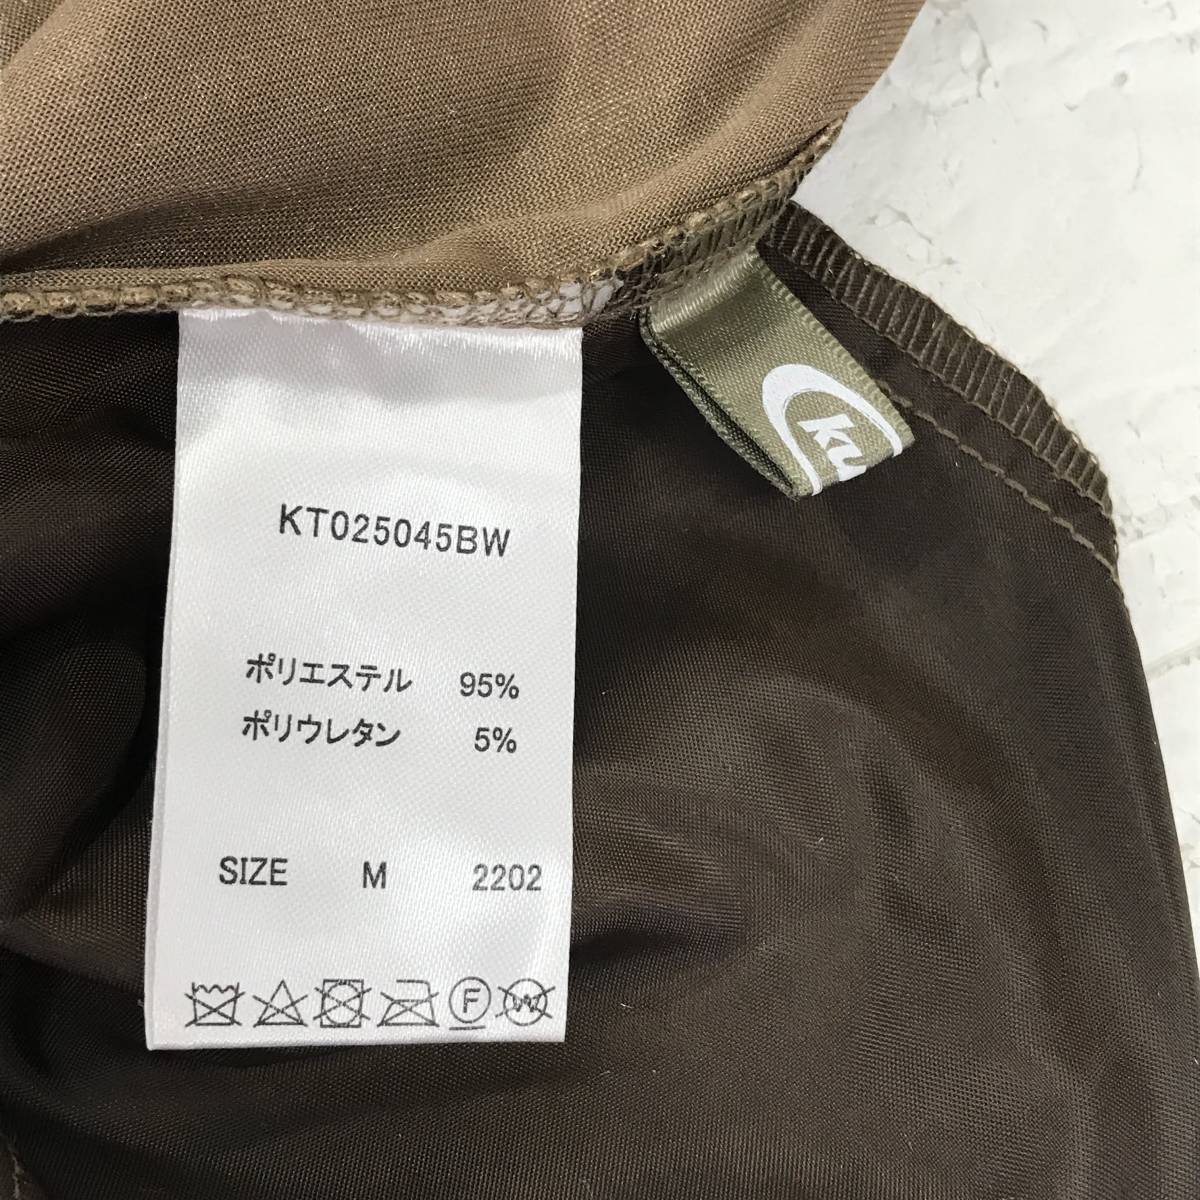 KT025045BW
ポリエステル 95%
ポリウレタン 5%
SIZE M 2202
F
W